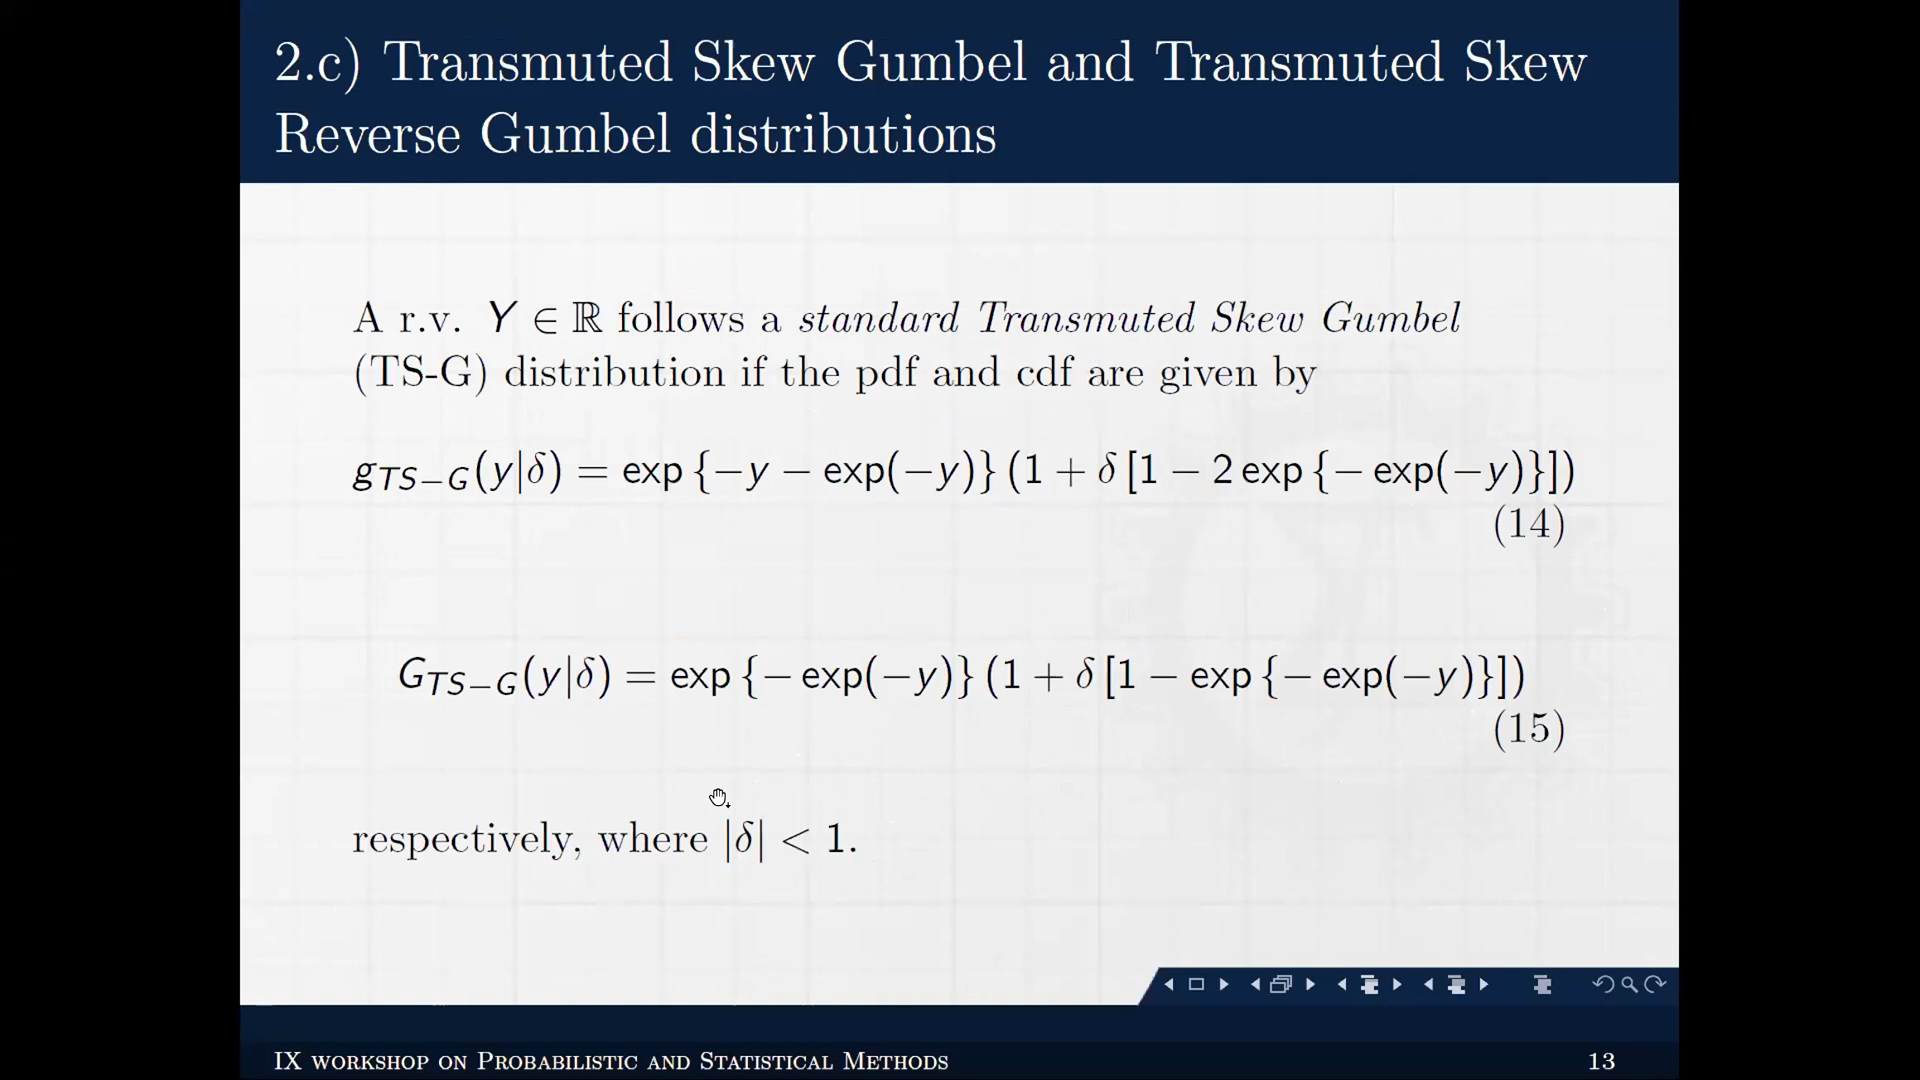 2.c) Transmuted Skew Gumbel and Transmuted Skew
Reverse Gumbel distributions
A r.v. Y ∈ ℝ follows a standard Transmuted Skew Gumbel
(TS-G) distribution if the pdf and cdf are given by
g_{TS−G}(y|δ) = exp {−y − exp(−y)} (1 + δ [1 − 2 exp {− exp(−y)}])
(14)
G_{TS−G}(y|δ) = exp {− exp(−y)} (1 + δ [1 − exp {− exp(−y)}])
(15)
respectively, where |δ| < 1.
IX WORKSHOP ON PROBABILISTIC AND STATISTICAL METHODS 13